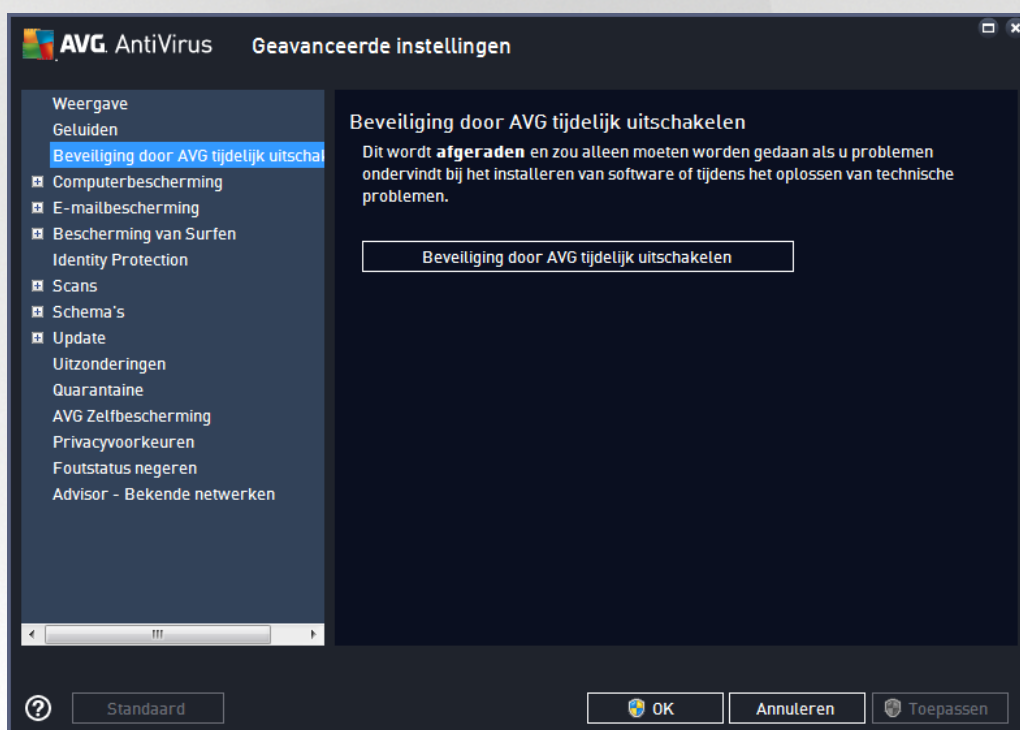 AVG. AntiVirus Geavanceerde instellingen
Weergave
Geluiden
Beveiliging door AVG tijdelijk uitschal
Computerbescherming
E-mailbescherming
Bescherming van Surfen
Identity Protection
Scans
Schema's
Update
Uitzonderingen
Quarantaine
AVG Zelfbescherming
Privacyvoorkeuren
Foutstatus negeren
Advisor - Bekende netwerken
Beveiliging door AVG tijdelijk uitschakelen
Dit wordt afgeraden en zou alleen moeten worden gedaan als u problemen
ondervindt bij het installeren van software of tijdens het oplossen van technische
problemen.
Beveiliging door AVG tijdelijk uitschakelen
Standaard
OK
Annuleren
Toepassen